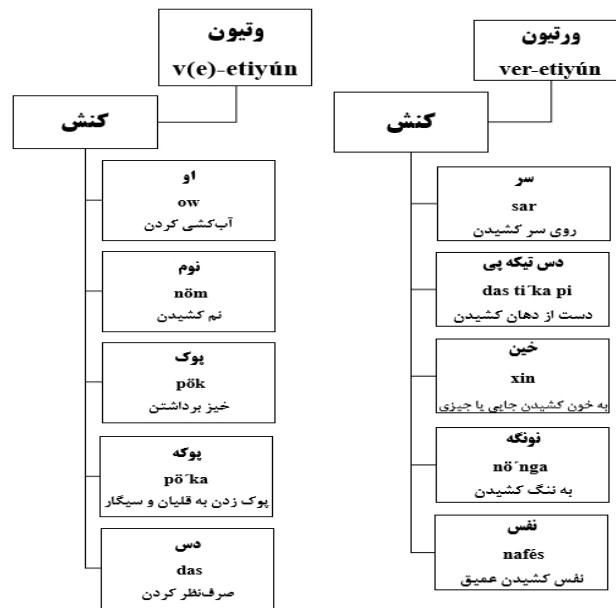 وتیون
v(e)-etiyún
کنش
او
ow
آب‌کشی کردن
نوم
nöm
نم کشیدن
پوک
pök
خیز برداشتن
پوکه
pö´ka
پوک زدن به قلیان و سیگار
دس
das
صرف‌نظر کردن
ورتیون
ver-etiyún
کنش
سر
sar
روی سر کشیدن
دس تیکه پی
das ti´ka pi
دست از دهان کشیدن
خین
xin
به خون کشیدن جایی یا چیزی
نونگه
nö´nga
به ننگ کشیدن
نفس
nafés
نفس کشیدن عمیق